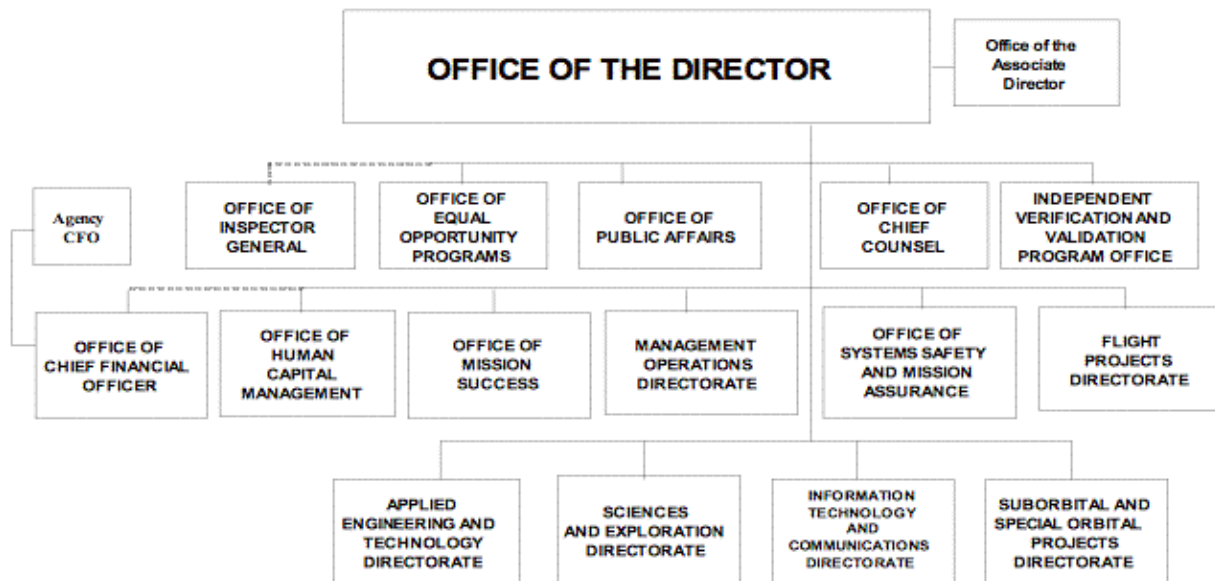 OFFICE OF THE DIRECTOR
Office of the
Associate
Director
Agency
CFO
OFFICE OF
INSPECTOR
GENERAL
OFFICE OF
EQUAL
OPPORTUNITY
PROGRAMS
OFFICE OF
PUBLIC AFFAIRS
OFFICE OF
CHIEF
COUNSEL
INDEPENDENT
VERIFICATION AND
VALIDATION
PROGRAM OFFICE
OFFICE OF
CHIEF FINANCIAL
OFFICER
OFFICE OF
HUMAN
CAPITAL
MANAGEMENT
OFFICE OF
MISSION
SUCCESS
MANAGEMENT
OPERATIONS
DIRECTORATE
OFFICE OF
SYSTEMS SAFETY
AND MISSION
ASSURANCE
FLIGHT
PROJECTS
DIRECTORATE
APPLIED
ENGINEERING AND
TECHNOLOGY
DIRECTORATE
SCIENCES
AND EXPLORATION
DIRECTORATE
INFORMATION
TECHNOLOGY
AND
COMMUNICATIONS
DIRECTORATE
SUBORBITAL AND
SPECIAL ORBITAL
PROJECTS
DIRECTORATE